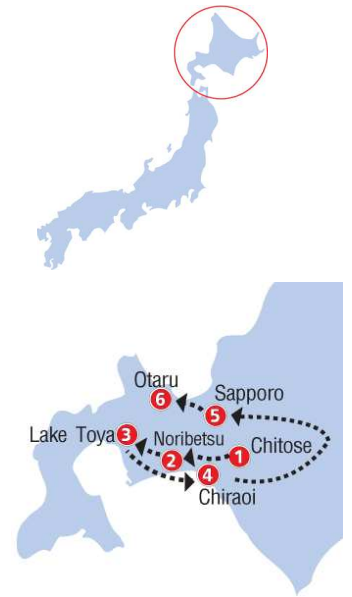 Otaru
6
Sapporo
5
Lake Toya
3
Noribetsu
2
Chitose
1
4
Chiraoi